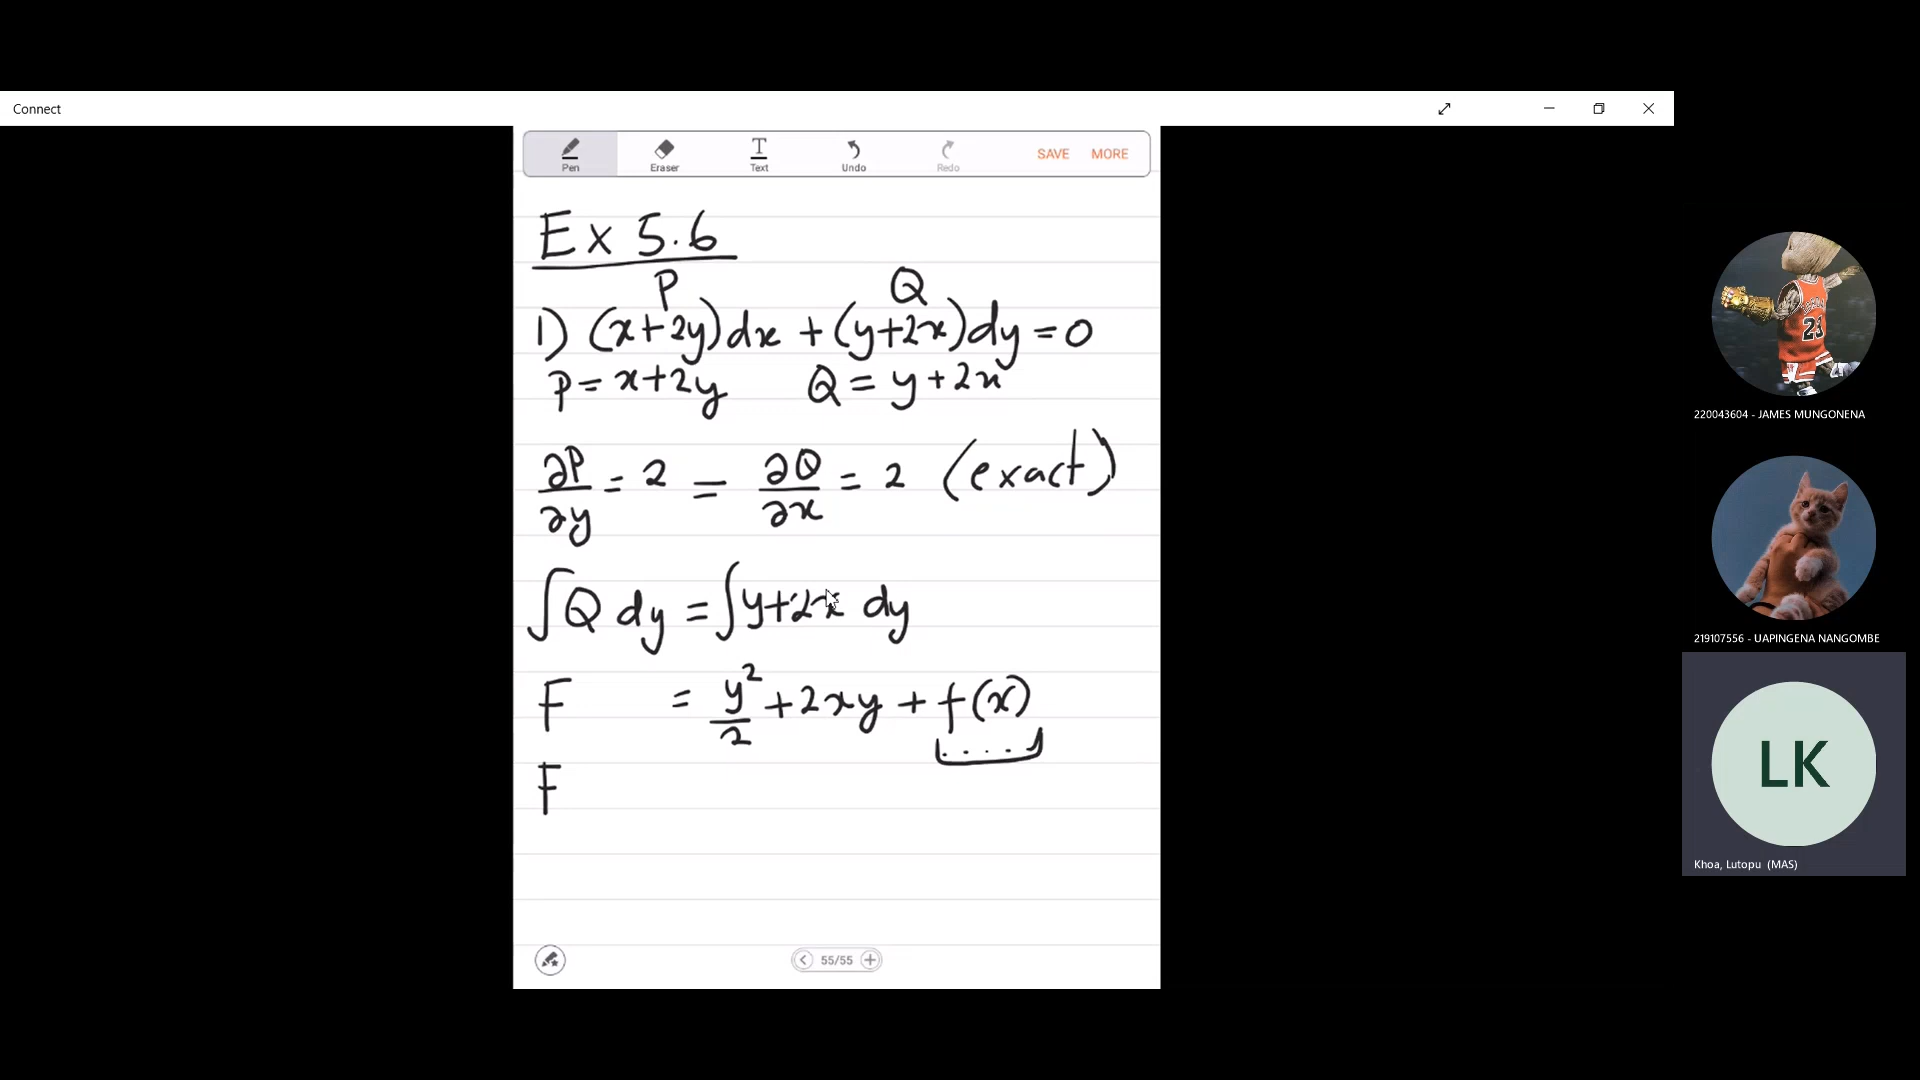 Connect
Pen Eraser Text Undo Redo SAVE MORE
Ex 5.6
P Q
1) (x+2y)dx + (y+2x)dy = 0
P = x+2y Q = y+2x
∂P/∂y = 2 = ∂Q/∂x = 2 (exact)
∫Q dy = ∫y+2x dy
F = y²/2 + 2xy + f(x)
F
55/55
23
220043604 - JAMES MUNGONENA
219107556 - UAPINGENA NANGOMBE
LK
Khoa, Lutopu (MAS)